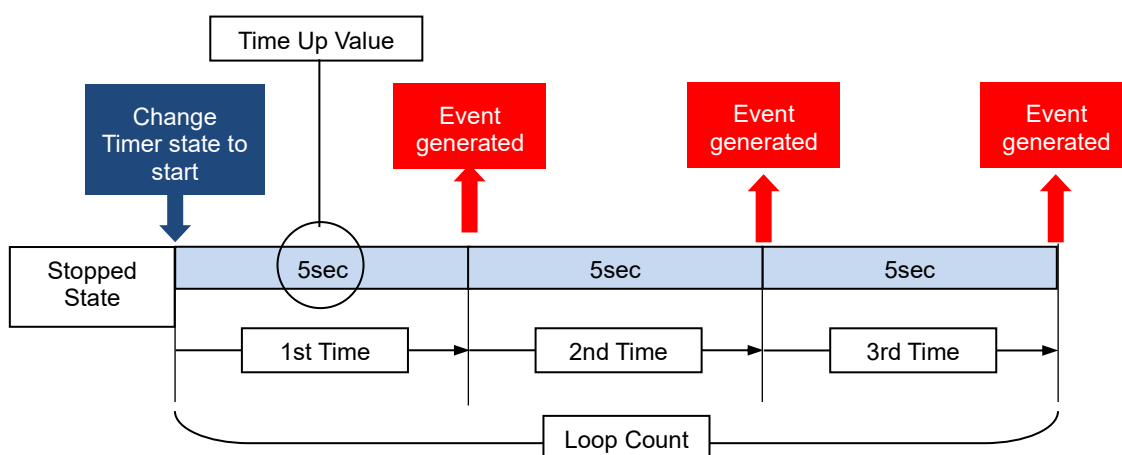 Time Up Value
Change
Timer state to
start
Event
generated
Event
generated
Event
generated
Stopped
State
5sec
5sec
5sec
1st Time
2nd Time
3rd Time
Loop Count